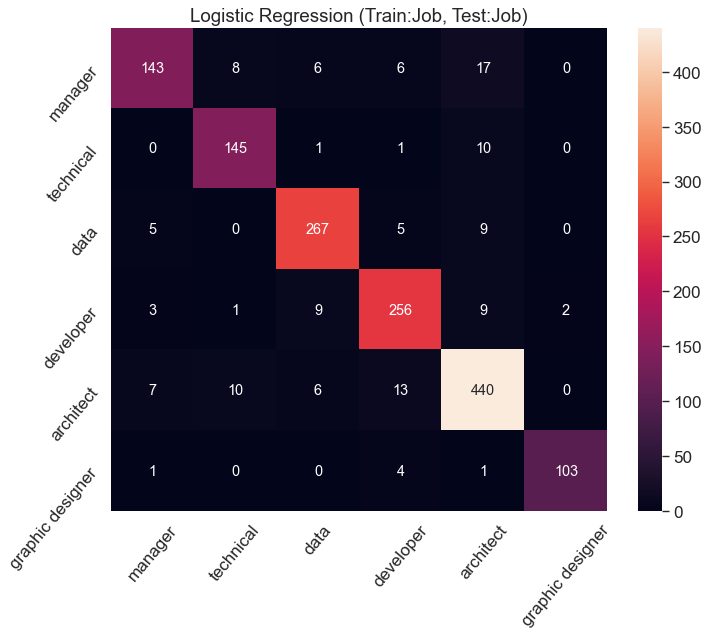 Logistic Regression (Train:Job, Test:Job)
manager 143 8 6 6 17 0
technical 0 145 1 1 10 0
data 5 0 267 5 9 0
developer 3 1 9 256 9 2
architect 7 10 6 13 440 0
graphic designer 1 0 0 4 1 103
manager technical data developer architect graphic designer
400
350
300
250
200
150
100
50
0